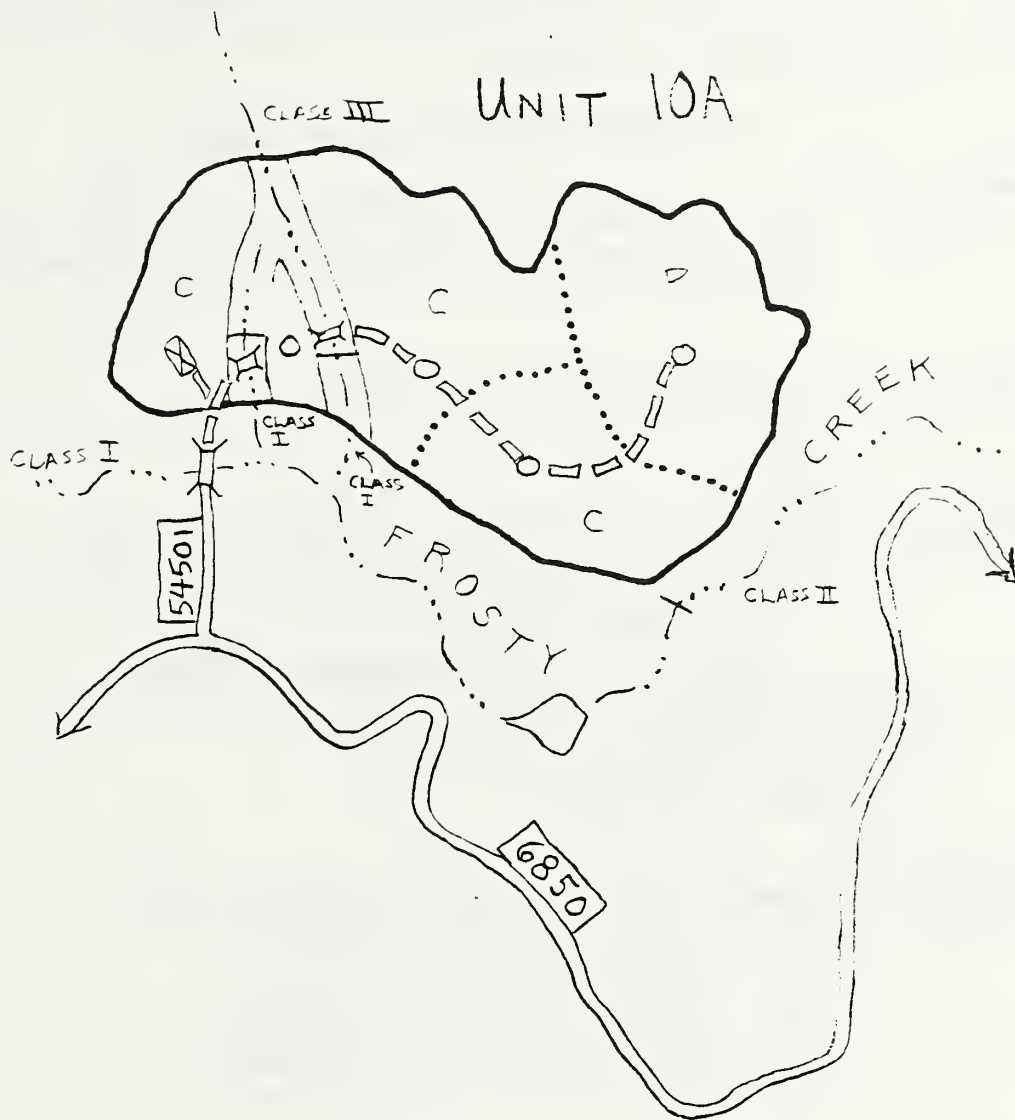 UNIT 10A
CLASS III
C
C
D
CLASS I
CLASS I
CLASS I
C
CREEK
FROSTY
CLASS II
54501
6850